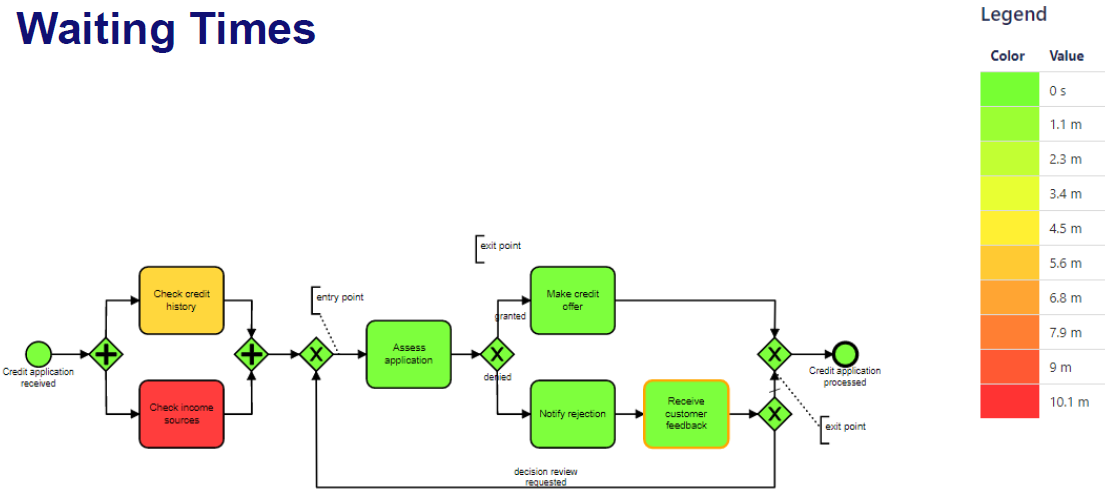 Waiting Times
Legend
Color Value
0 s
1.1 m
2.3 m
3.4 m
4.5 m
5.6 m
6.8 m
7.9 m
9 m
10.1 m
exit point
Check credit
history
entry point
Make credit
offer
granted
Assess
application
Credit application
received
denied
Credit application
processed
Check income
sources
Notify rejection
Receive
customer
feedback
exit point
decision review
requested